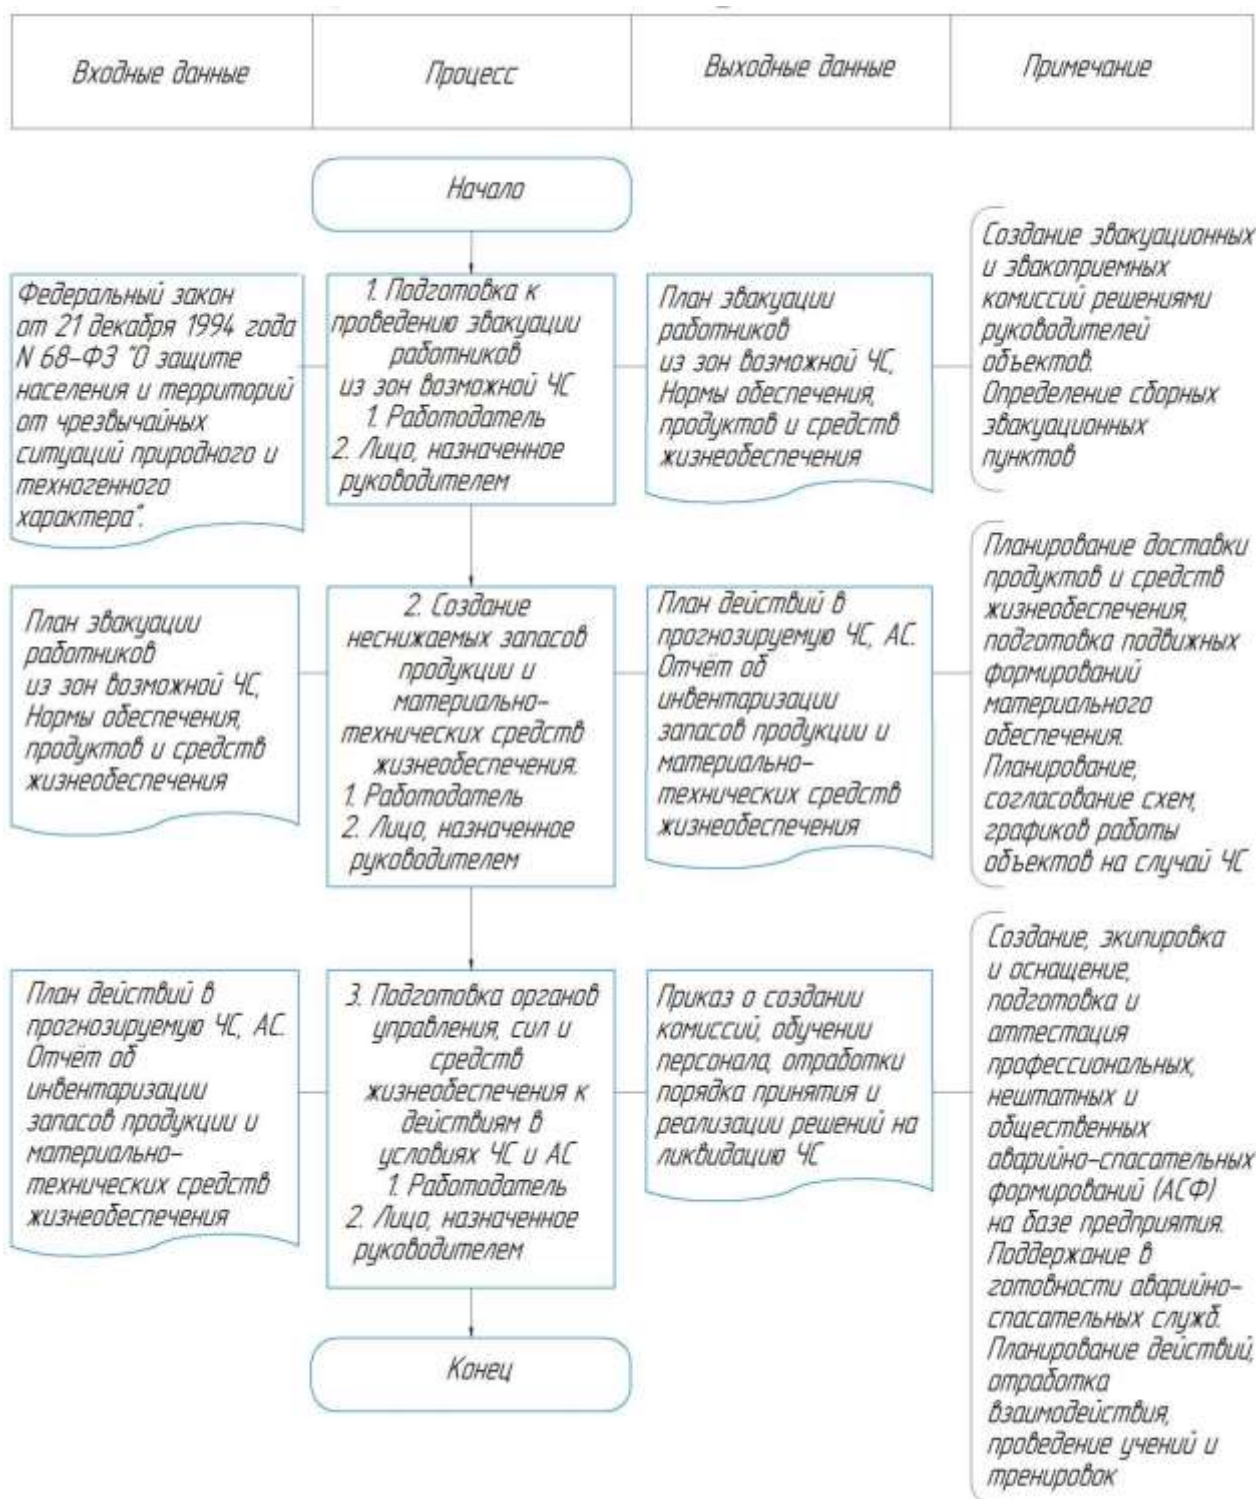 Входные данные
Процесс
Выходные данные
Примечание
Начало
Федеральный закон
от 21 декабря 1994 года
N 68-ФЗ "О защите
населения и территорий
от чрезвычайных
ситуаций природного и
техногенного
характера".
1. Подготовка к
проведению эвакуации
работников
из зон возможной ЧС
1. Работодатель
2. Лицо, назначенное
руководителем
План эвакуации
работников
из зон возможной ЧС,
Нормы обеспечения,
продуктов и средств
жизнеобеспечения
Создание эвакуационных
и эвакоприемных
комиссий решениями
руководителей
объектов.
Определение сборных
эвакуационных
пунктов
План эвакуации
работников
из зон возможной ЧС,
Нормы обеспечения,
продуктов и средств
жизнеобеспечения
2. Создание
неснижаемых запасов
продукции и
материально-
технических средств
жизнеобеспечения.
1. Работодатель
2. Лицо, назначенное
руководителем
План действий в
прогнозируемую ЧС, АС.
Отчёт об
инвентаризации
запасов продукции и
материально-
технических средств
жизнеобеспечения
Планирование доставки
продуктов и средств
жизнеобеспечения,
подготовка подвижных
формирований
материального
обеспечения.
Планирование,
согласование схем,
графиков работы
объектов на случай ЧС
План действий в
прогнозируемую ЧС, АС.
Отчёт об
инвентаризации
запасов продукции и
материально-
технических средств
жизнеобеспечения
3. Подготовка органов
управления, сил и
средств
жизнеобеспечения к
действиям в
условиях ЧС и АС
1. Работодатель
2. Лицо, назначенное
руководителем
Приказ о создании
комиссий, обучении
персонала, отработки
порядка принятия и
реализации решений на
ликвидацию ЧС
Создание, экипировка
и оснащение,
подготовка и
аттестация
профессиональных,
нештатных и
общественных
аварийно-спасательных
формирований (АСФ)
на базе предприятия.
Поддержание в
готовности аварийно-
спасательных служб.
Планирование действий,
отработка
взаимодействия,
проведение учений и
тренировок
Конец